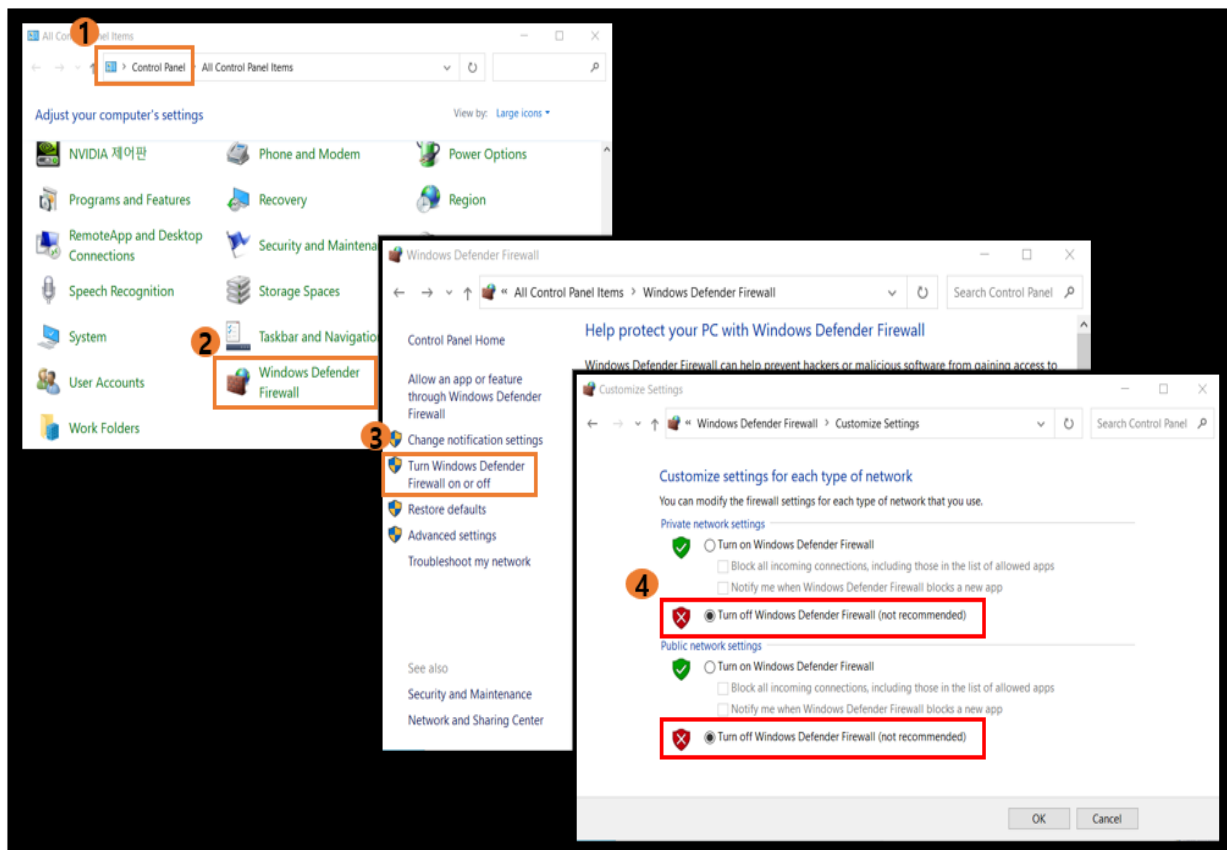 1
All Co
nel Items
Control Panel
All Control Panel Items
Adjust your computer's settings
View by: Large icons
NVIDIA 제어판
Phone and Modem
Power Options
Programs and Features
Recovery
Region
RemoteApp and Desktop
Connections
Security and Maintena
Speech Recognition
Storage Spaces
System
2
Taskbar and Navigatio
User Accounts
Windows Defender
Firewall
Work Folders
Windows Defender Firewall
« All Control Panel Items > Windows Defender Firewall
Search Control Panel
Control Panel Home
Allow an app or feature
through Windows Defender
Firewall
3
Change notification settings
Turn Windows Defender
Firewall on or off
Restore defaults
Advanced settings
Troubleshoot my network
See also
Security and Maintenance
Network and Sharing Center
Help protect your PC with Windows Defender Firewall
Windows Defender Firewall can help prevent hackers or malicious software from gaining access to
Customize Settings
« Windows Defender Firewall > Customize Settings
Search Control Panel
Customize settings for each type of network
You can modify the firewall settings for each type of network that you use.
Private network settings
Turn on Windows Defender Firewall
Block all incoming connections, including those in the list of allowed apps
Notify me when Windows Defender Firewall blocks a new app
4
Turn off Windows Defender Firewall (not recommended)
Public network settings
Turn on Windows Defender Firewall
Block all incoming connections, including those in the list of allowed apps
Notify me when Windows Defender Firewall blocks a new app
Turn off Windows Defender Firewall (not recommended)
OK
Cancel